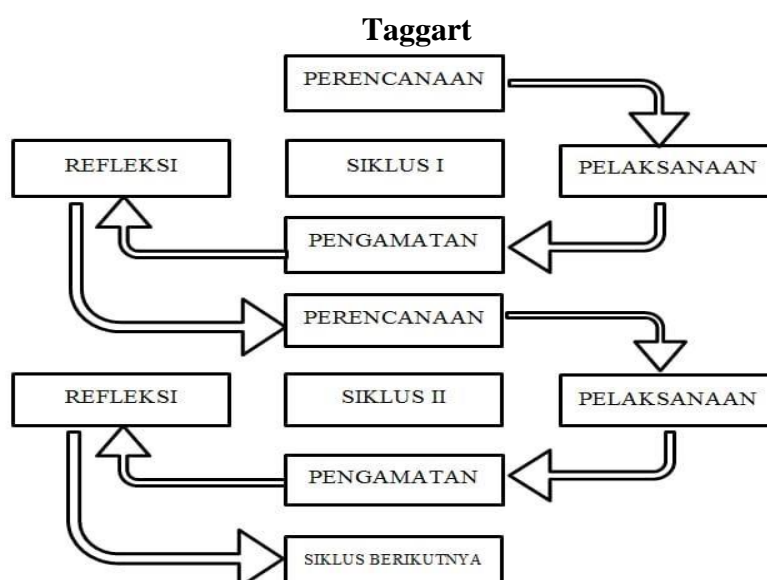 Taggart
PERENCANAAN
REFLEKSI
SIKLUS I
PELAKSANAAN
PENGAMATAN
PERENCANAAN
REFLEKSI
SIKLUS II
PELAKSANAAN
PENGAMATAN
SIKLUS BERIKUTNYA